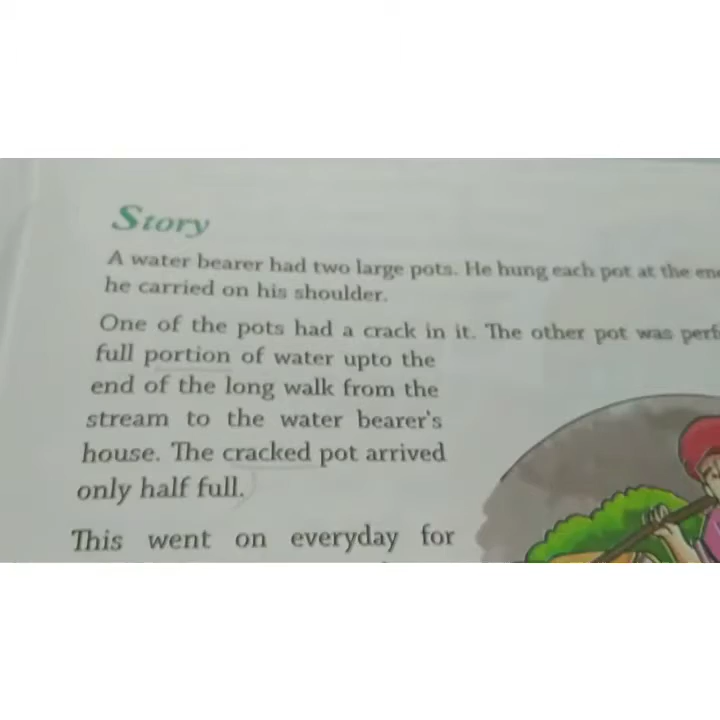 Story
A water bearer had two large pots. He hung each pot at the
he carried on his shoulder.
One of the pots had a crack in it. The other pot was
full portion of water upto the
end of the long walk from the
stream to the water bearer's
house. The cracked pot arrived
only half full.
This went on everyday for